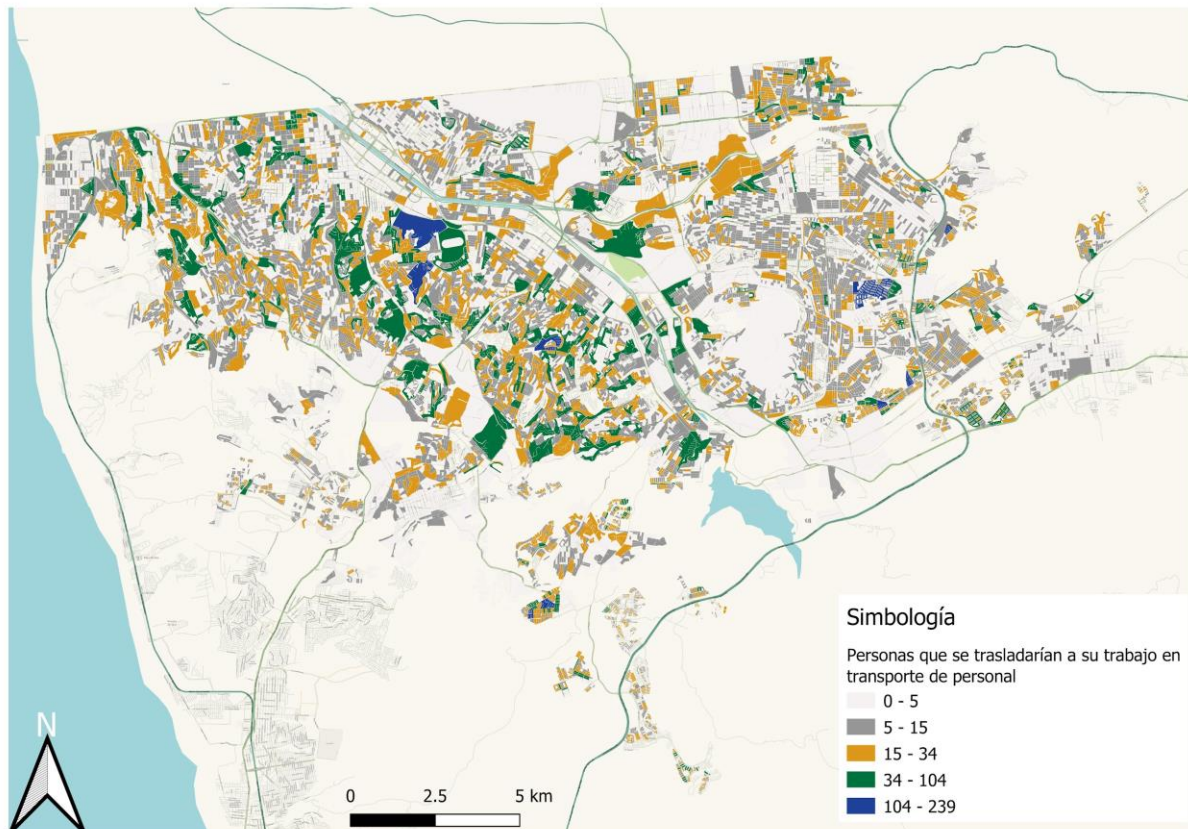 Simbología
Personas que se trasladarían a su trabajo en
transporte de personal
0 - 5
5 - 15
15 - 34
34 - 104
104 - 239
N
0 2.5 5 km